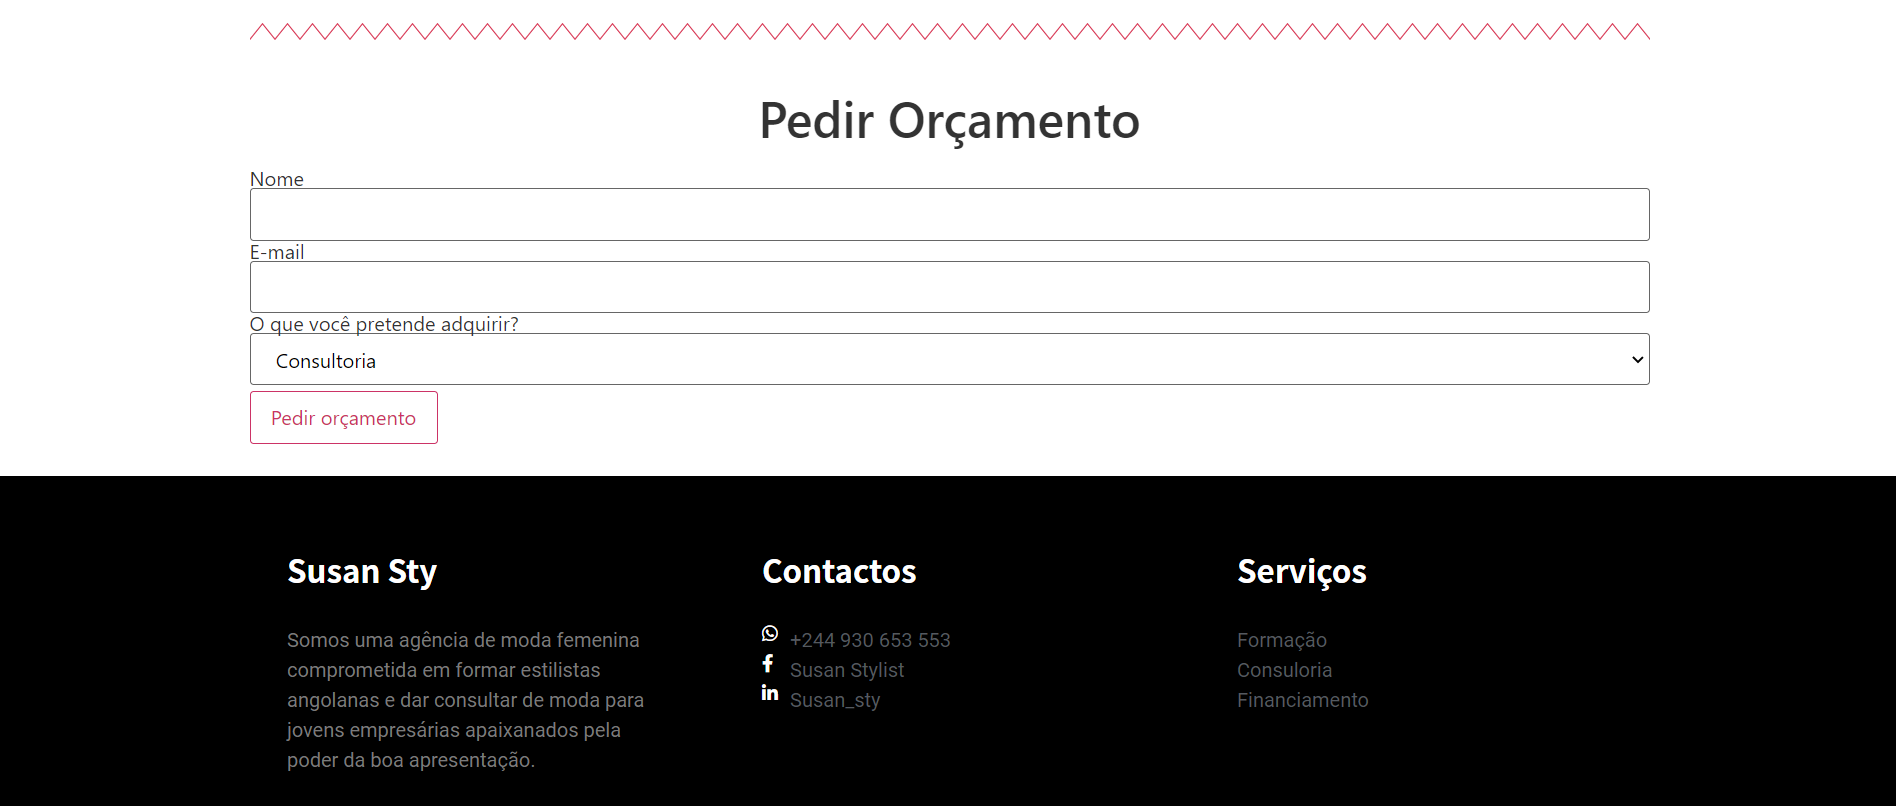 Pedir Orçamento
Nome
E-mail
O que você pretende adquirir?
Consultoria
Pedir orçamento
Susan Sty
Somos uma agência de moda femenina
comprometida em formar estilistas
angolanas e dar consultar de moda para
jovens empresárias apaixanados pela
poder da boa apresentação.
Contactos
+244 930 653 553
Susan Stylist
Susan_sty
Serviços
Formação
Consuloria
Financiamento